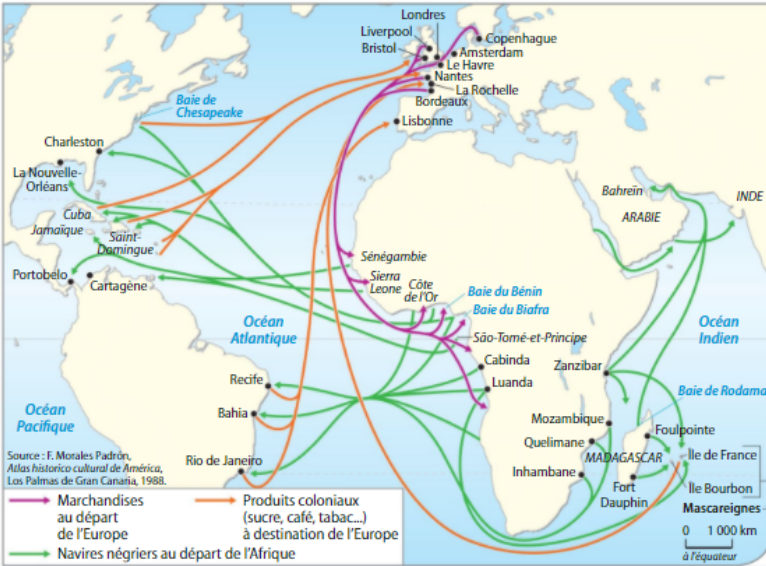 Londres
Liverpool
Bristol
Copenhague
Amsterdam
Le Havre
Nantes
La Rochelle
Bordeaux
Lisbonne
Baie de
Chesapeake
Charleston
La Nouvelle-
Orléans
Cuba
Jamaïque
Saint-
Domingue
Portobelo
Cartagène
Bahreïn
ARABIE
INDE
Sénégambie
Sierra
Leone
Côte
de l'Or
Baie du Bénin
Baie du Biafra
São-Tomé-et-Principe
Océan
Atlantique
Océan
Indien
Cabinda
Luanda
Zanzibar
Recife
Bahia
Rio de Janeiro
Océan
Pacifique
Baie de Rodama
Mozambique
Quelimane
Inhambane
MADAGASCAR
Foulpointe
Fort
Dauphin
Île de France
Île Bourbon
Mascareignes
0 1 000 km
à l'équateur
Source : F. Morales Padrón,
Atlas historico cultural de América,
Los Palmas de Gran Canaria, 1988.
Marchandises
au départ
de l'Europe
Produits coloniaux
(sucre, café, tabac...)
à destination de l'Europe
Navires négriers au départ de l'Afrique